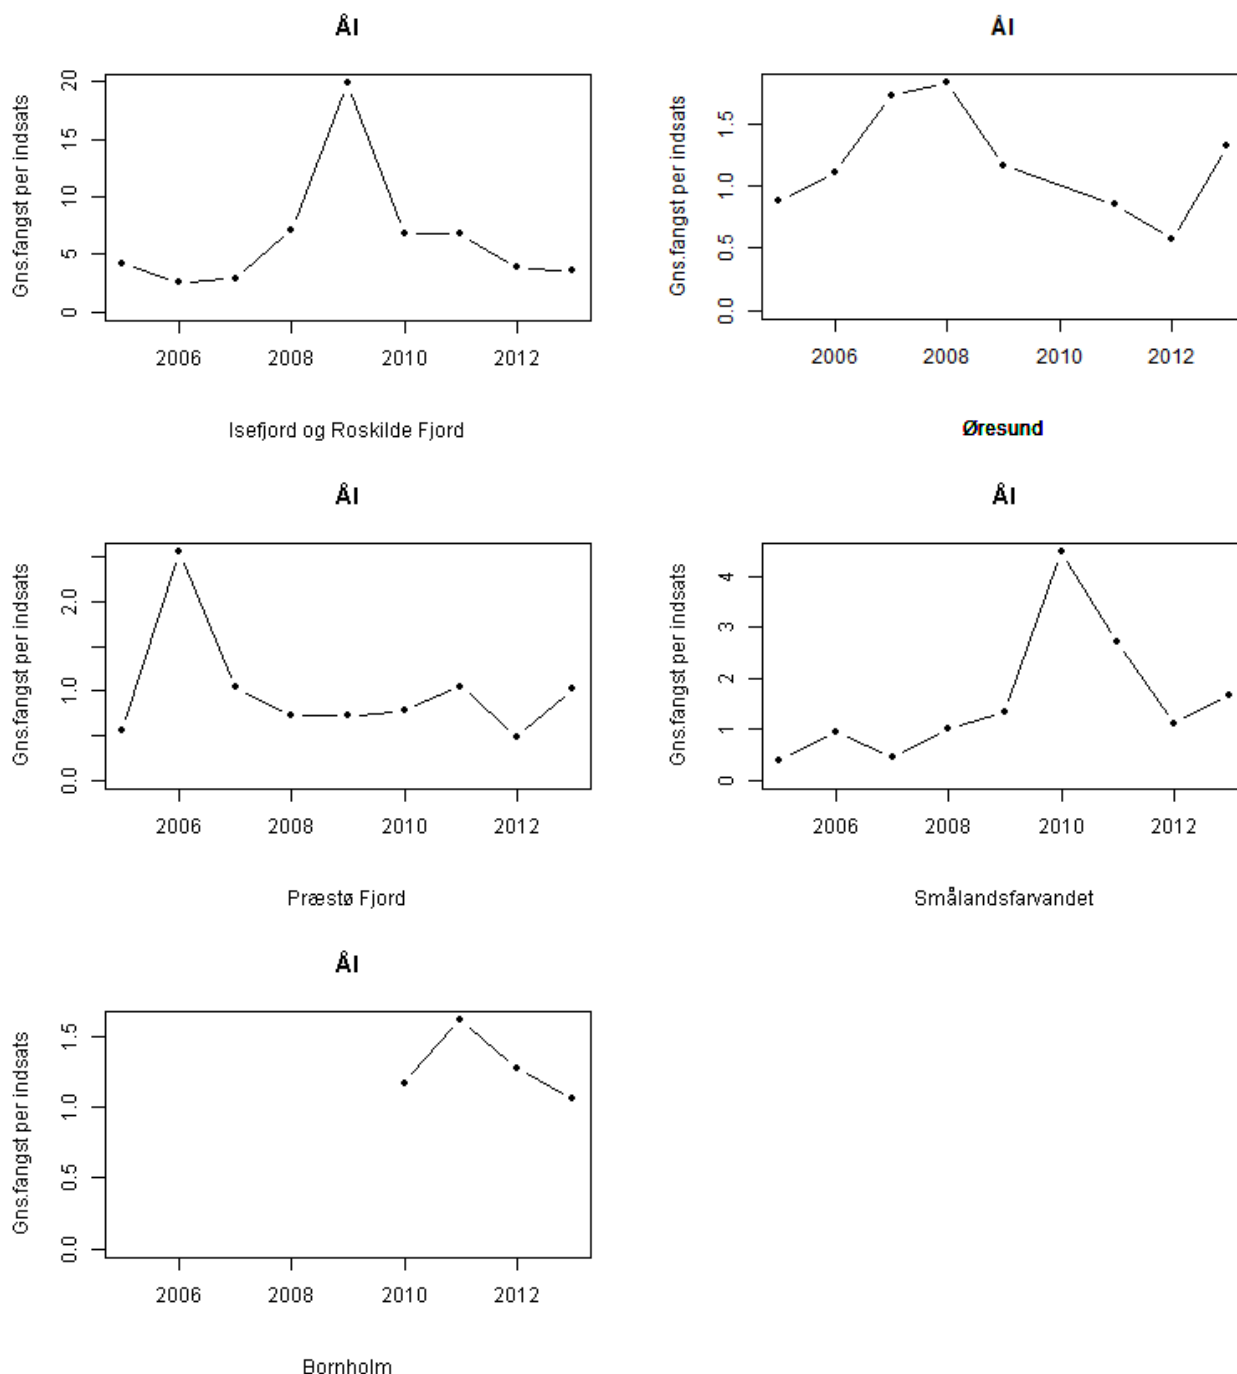 Ål
Gns.fangst per indsats
20
15
10
5
0
2006 2008 2010 2012
Isefjord og Roskilde Fjord
Ål
Gns.fangst per indsats
1.5
1.0
0.5
0.0
2006 2008 2010 2012
Øresund
Ål
Gns.fangst per indsats
2.0
1.0
0.0
2006 2008 2010 2012
Præstø Fjord
Ål
Gns.fangst per indsats
4
3
2
1
0
2006 2008 2010 2012
Smålandsfarvandet
Ål
Gns.fangst per indsats
1.5
1.0
0.5
0.0
2006 2008 2010 2012
Bornholm